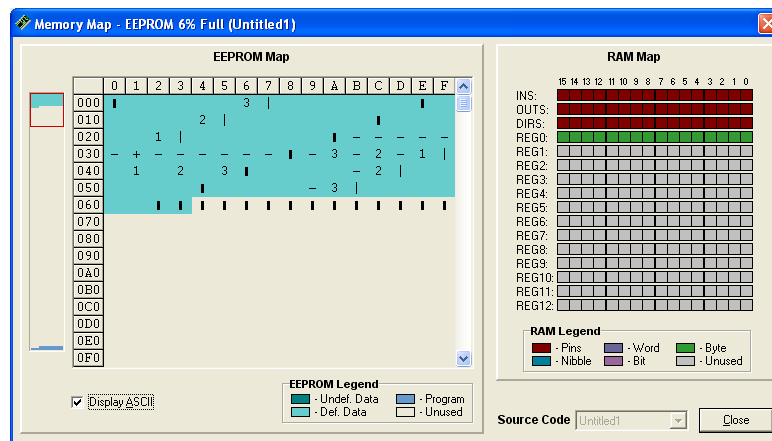 Memory Map - EEPROM 6% Full (Untitled1)
EEPROM Map
0 1 2 3 4 5 6 7 8 9 A B C D E F
000 3 |
010 2 |
020 1 | - - - - -
030 - + - - - - - - - 3 - 2 - 1 |
040 1 2 3 - 2 |
050 - 3 |
060
070
080
090
0A0
0B0
0C0
0D0
0E0
0F0
Display ASCII
EEPROM Legend
- Undef. Data
- Program
- Def. Data
- Unused
RAM Map
15 14 13 12 11 10 9 8 7 6 5 4 3 2 1 0
INS:
OUTS:
DIRS:
REG0:
REG1:
REG2:
REG3:
REG4:
REG5:
REG6:
REG7:
REG8:
REG9:
REG10:
REG11:
REG12:
RAM Legend
- Pins
- Word
- Byte
- Nibble
- Bit
- Unused
Source Code
Untitled1
Close